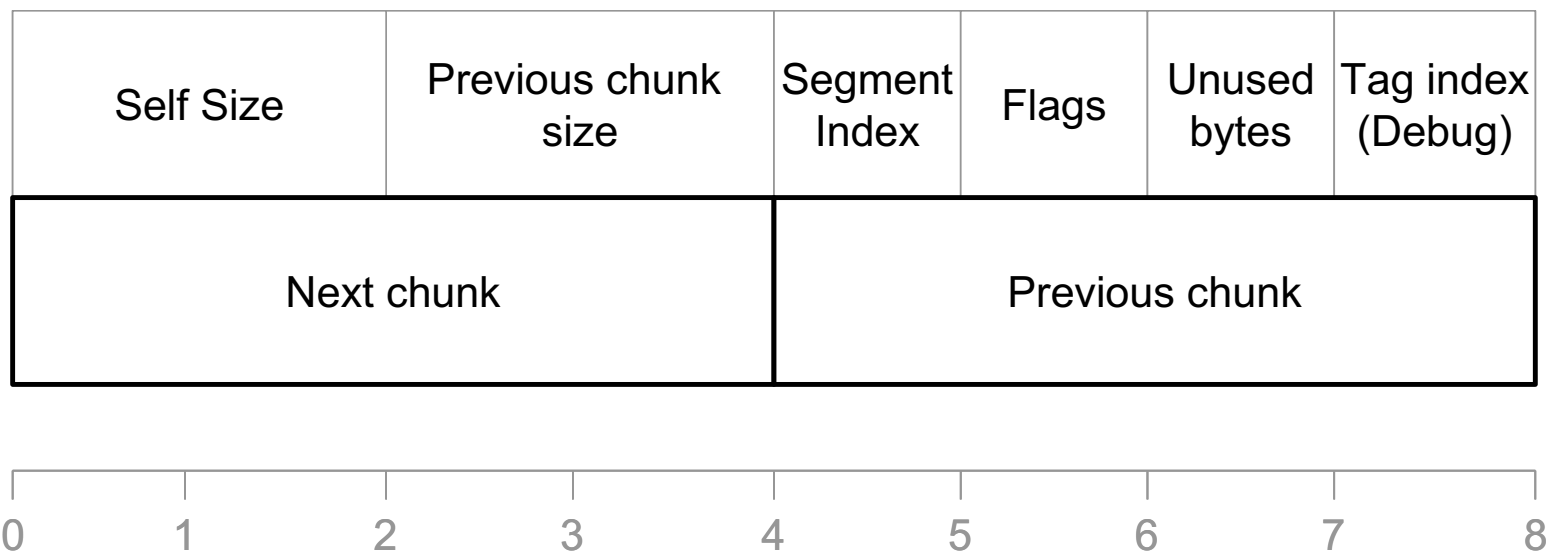 Self Size
Previous chunk
size
Segment
Index
Flags
Unused
bytes
Tag index
(Debug)
Next chunk
Previous chunk
0 1 2 3 4 5 6 7 8